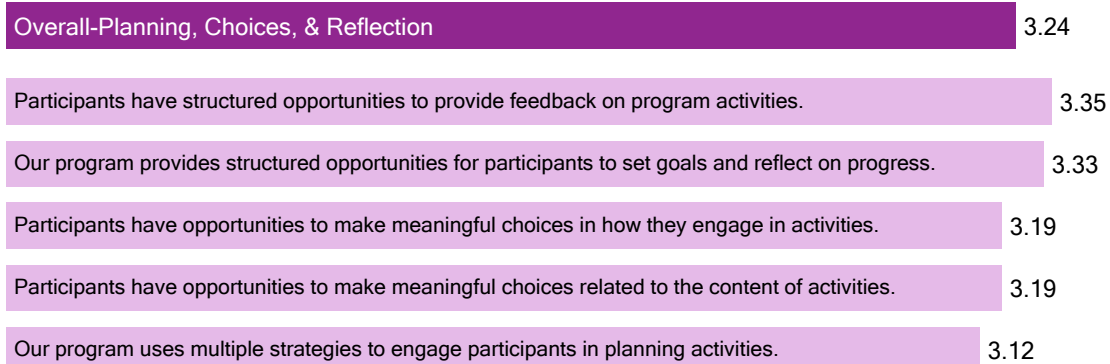 Overall-Planning, Choices, & Reflection 3.24
Participants have structured opportunities to provide feedback on program activities. 3.35
Our program provides structured opportunities for participants to set goals and reflect on progress. 3.33
Participants have opportunities to make meaningful choices in how they engage in activities. 3.19
Participants have opportunities to make meaningful choices related to the content of activities. 3.19
Our program uses multiple strategies to engage participants in planning activities. 3.12